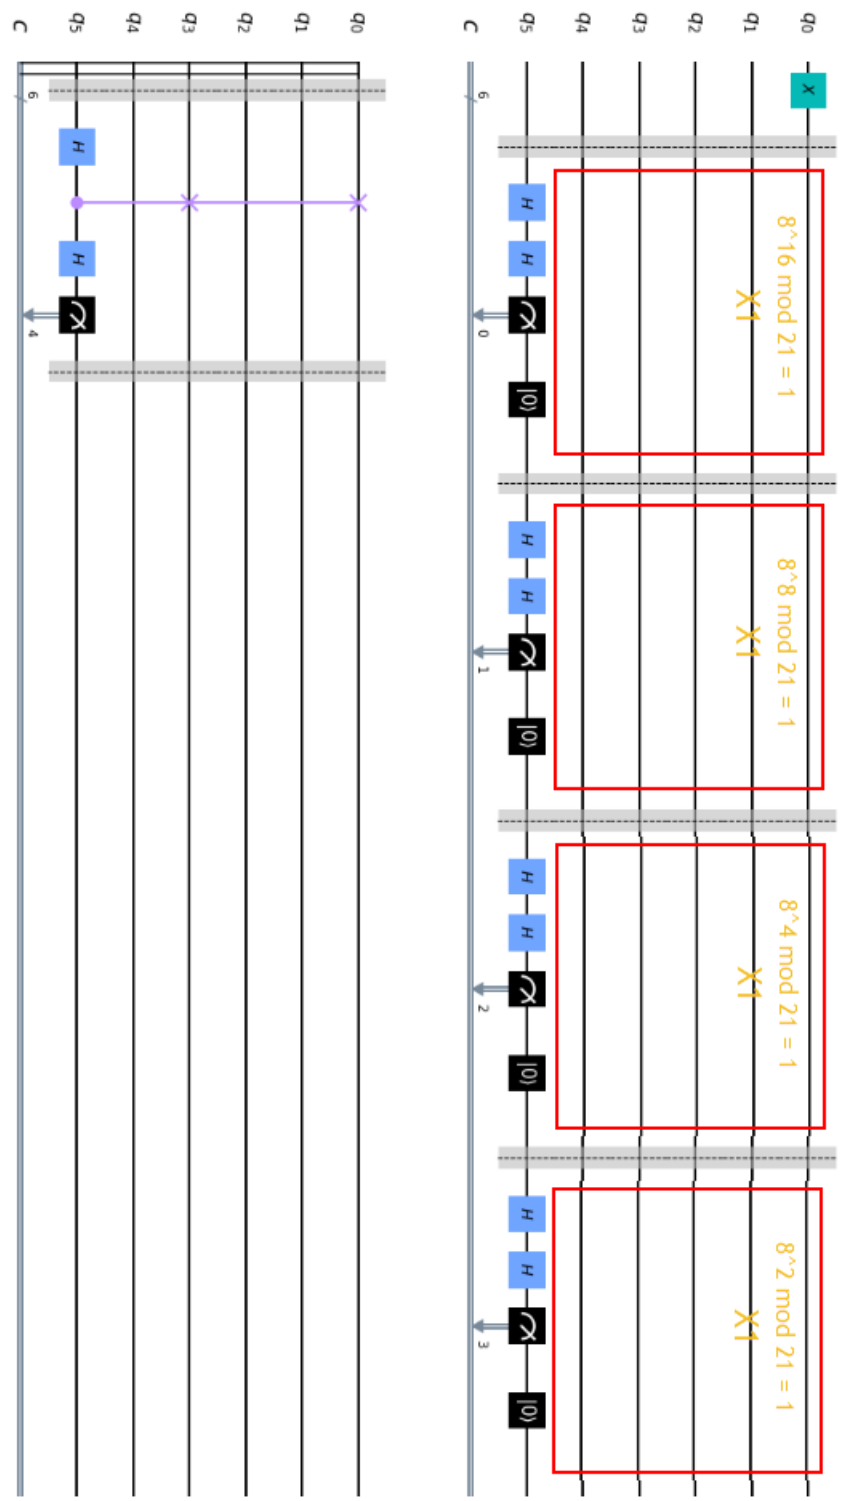 q0 X
8^16 mod 21 = 1 8^8 mod 21 = 1 8^4 mod 21 = 1 8^2 mod 21 = 1
q1 X1 X1 X1 X1
q2
q3
q4
q5 H H |0⟩ H H |0⟩ H H |0⟩ H H |0⟩
6 0 1 2 3
c
q0
q1
q2
q3
q4
q5 H H
6 4
c